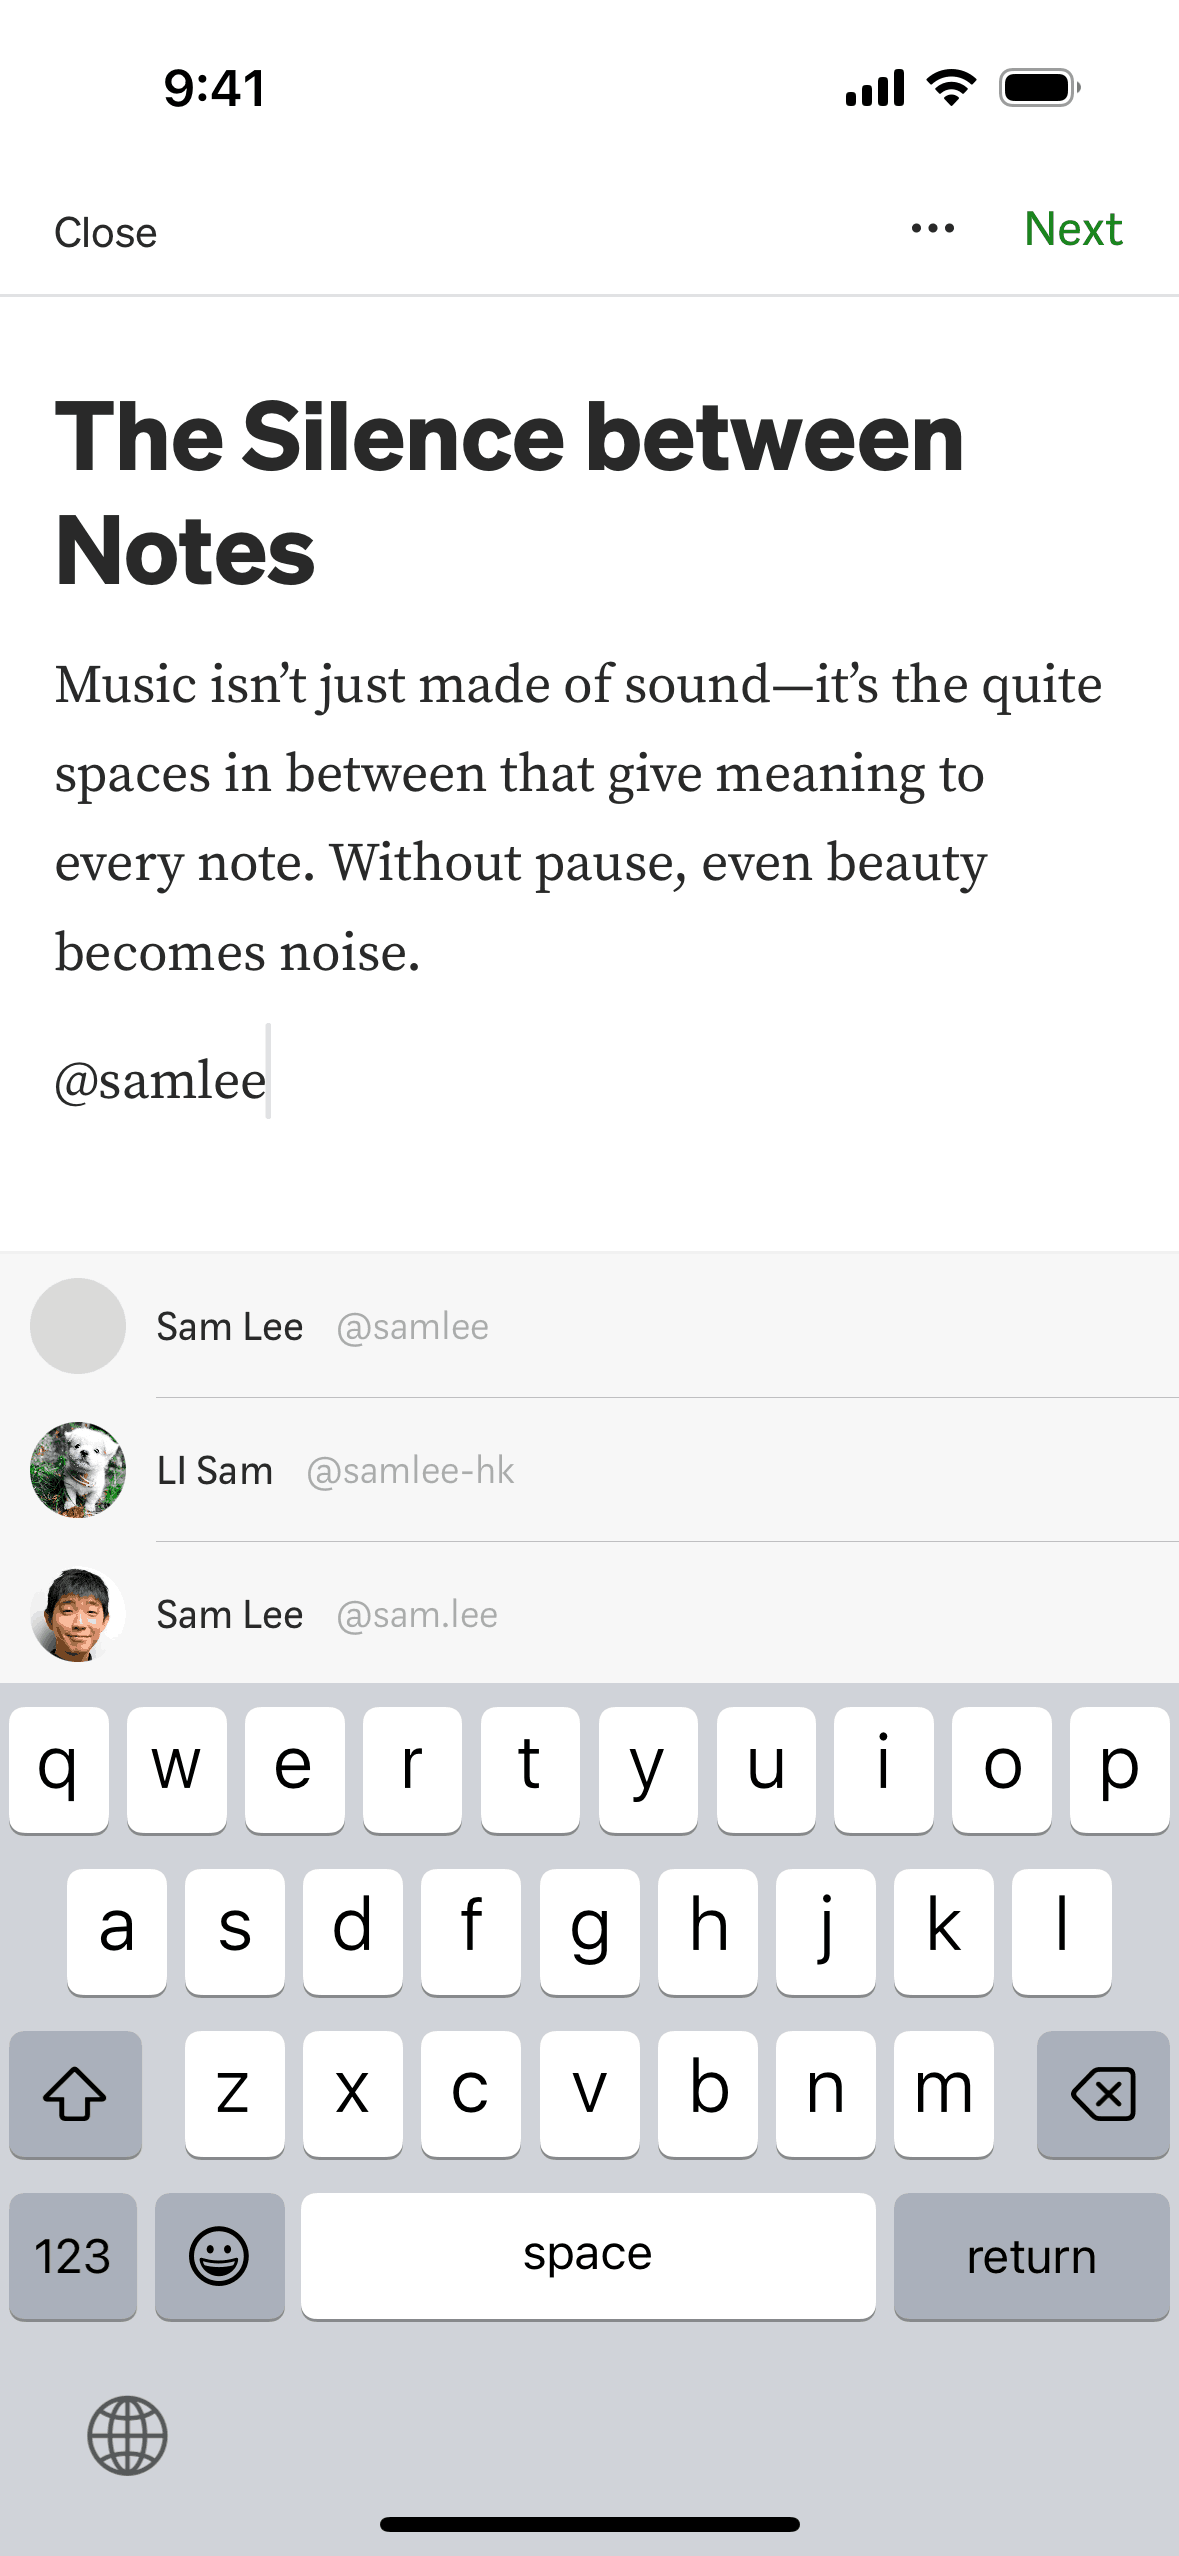 9:41
Close ••• Next
The Silence between
Notes
Music isn’t just made of sound—it’s the quite
spaces in between that give meaning to
every note. Without pause, even beauty
becomes noise.
@samlee
Sam Lee @samlee
LI Sam @samlee-hk
Sam Lee @sam.lee
q w e r t y u i o p
a s d f g h j k l
z x c v b n m
123 space return